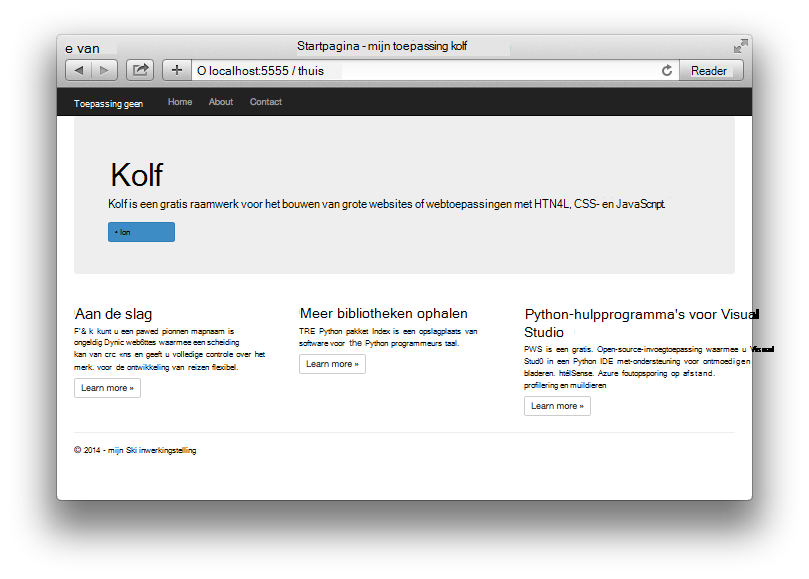 e van
Startpagina - mijn toepassing kolf
O localhost:5555 / thuis
Reader
Toepassing geen Home About Contact
Kolf
Kolf is een gratis raamwerk voor het bouwen van grote websites of webtoepassingen met HTN4L, CSS- en JavaScript.
• lan
Aan de slag
F'& k kunt u een pawed pionnen mapnaam is
ongeldig Dynic web6ttes waarmee een scheiding
kan van crc «ns en geeft u volledige controle over het
merk. voor de ontwikkeling van reizen flexibel.
Learn more »
Meer bibliotheken ophalen
TRE Python pakket Index is een opslagplaats van
software voor the Python programmeurs taal.
Learn more »
Python-hulpprogramma's voor Visual
Studio
PWS is een gratis. Open-source-invoegtoepassing waarmee u Visual
Stud0 in een Python IDE met-ondersteuning voor ontmoedigen
bladeren. htélSense. Azure foutopsporing op afstand.
profilering en muildieren
Learn more »
© 2014 - mijn Ski inwerkingstelling